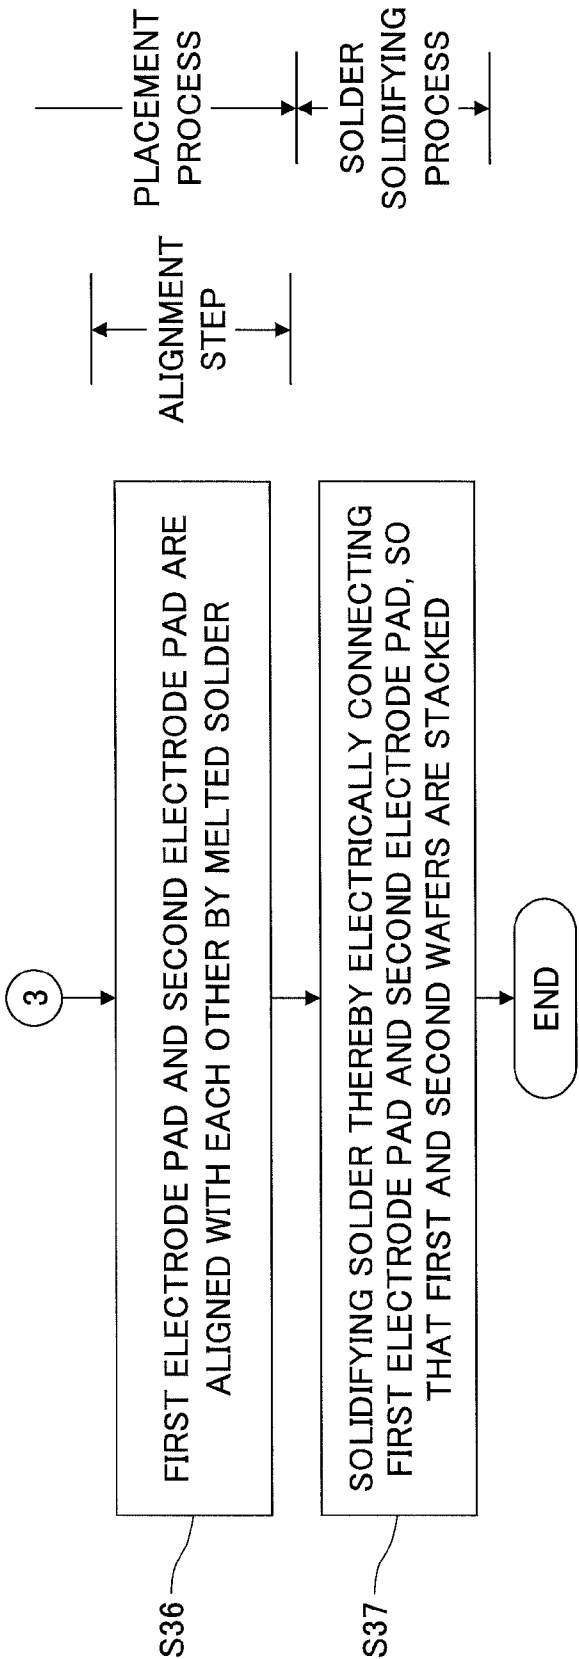 3
S36
FIRST ELECTRODE PAD AND SECOND ELECTRODE PAD ARE
ALIGNED WITH EACH OTHER BY MELTED SOLDER
S37
SOLIDIFYING SOLDER THEREBY ELECTRICALLY CONNECTING
FIRST ELECTRODE PAD AND SECOND ELECTRODE PAD, SO
THAT FIRST AND SECOND WAFERS ARE STACKED
END
ALIGNMENT
STEP
PLACEMENT
PROCESS
SOLDER
SOLIDIFYING
PROCESS